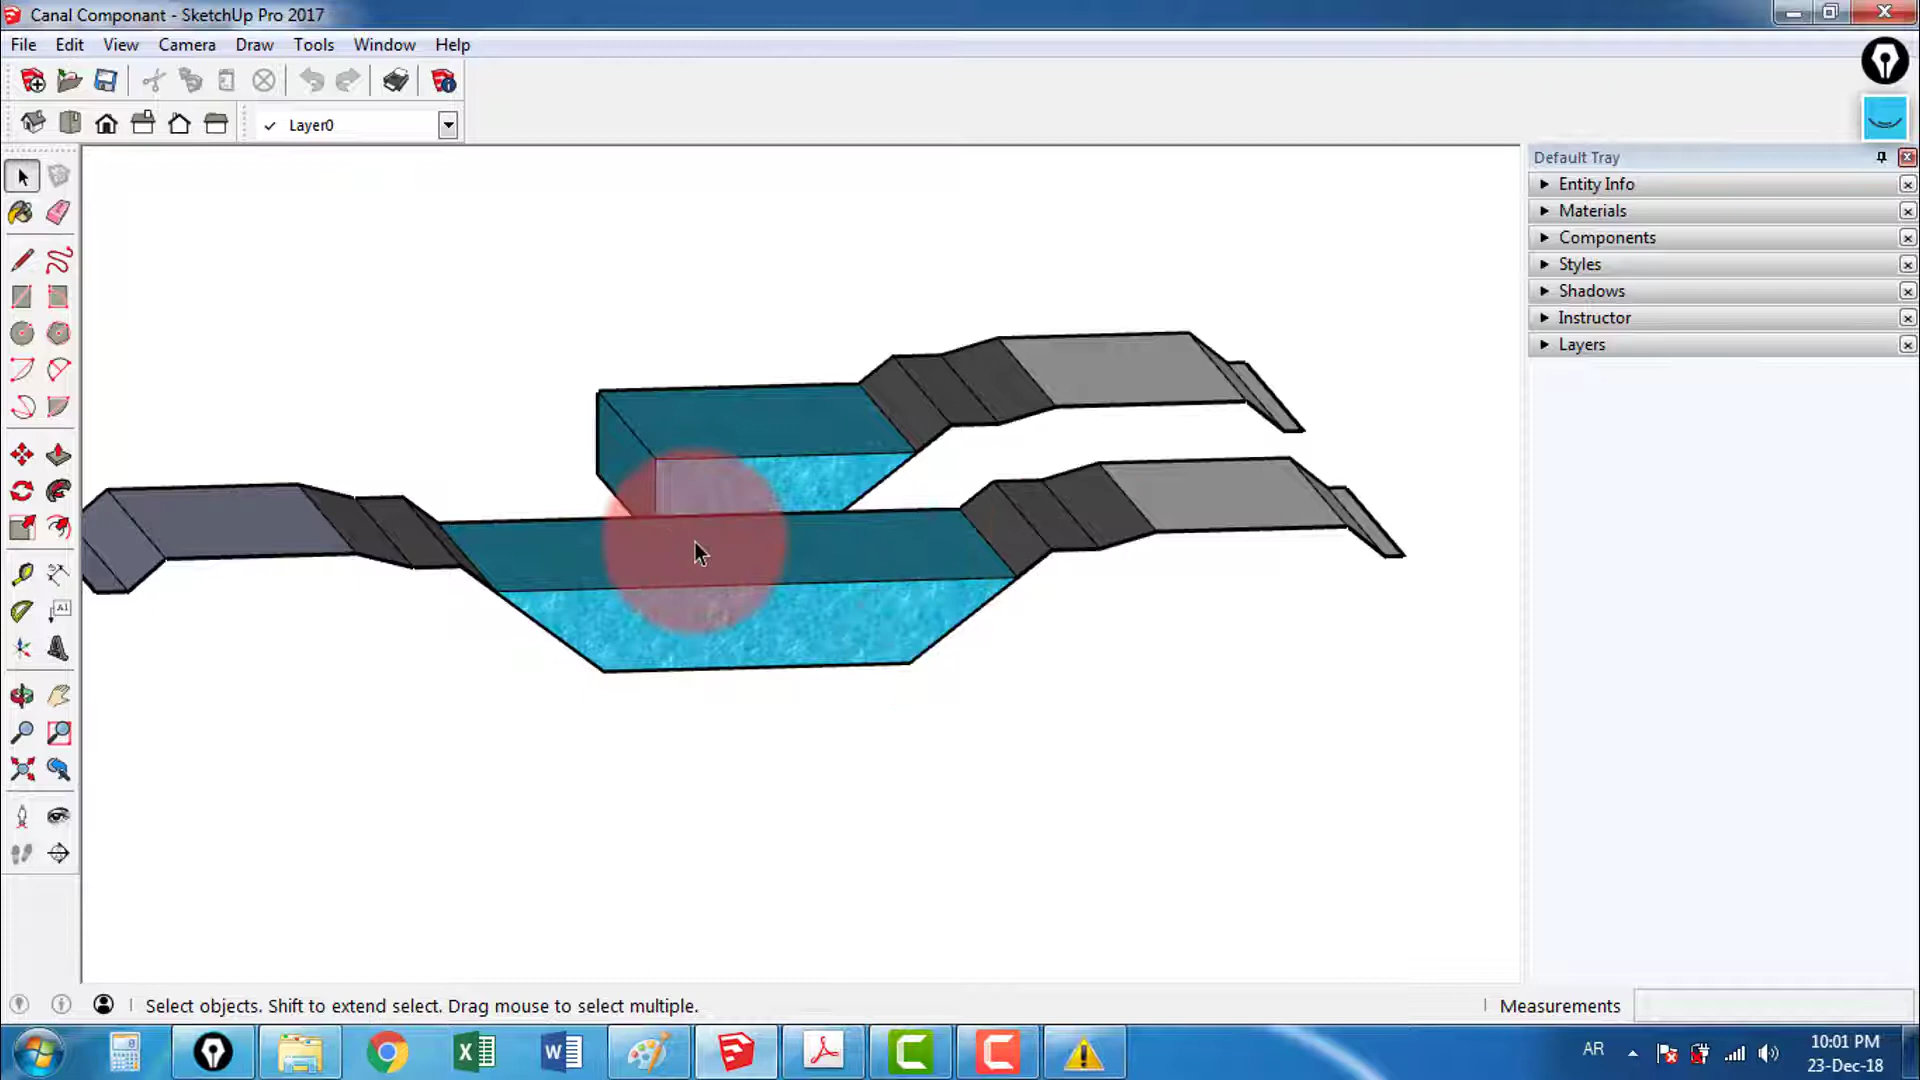 Canal Componant - SketchUp Pro 2017
File Edit View Camera Draw Tools Window Help
Layer0
Default Tray
Entity Info
Materials
Components
Styles
Shadows
Instructor
Layers
A1
Select objects. Shift to extend select. Drag mouse to select multiple.
Measurements
AR
10:01 PM
23-Dec-18